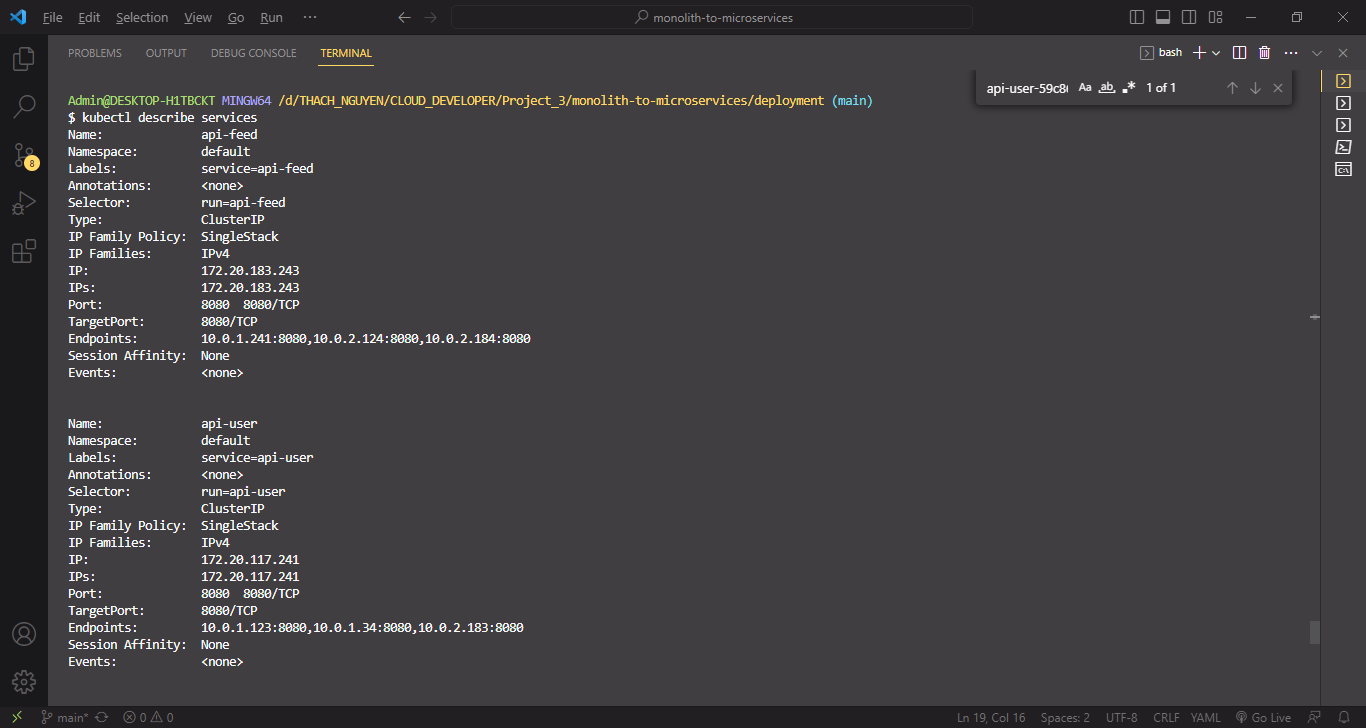 File Edit Selection View Go Run ··· monolith-to-microservices
PROBLEMS OUTPUT DEBUG CONSOLE TERMINAL bash
api-user-59c8 Aa ab .* 1 of 1
Admin@DESKTOP-H1TBCKT MINGW64 /d/THACH_NGUYEN/CLOUD_DEVELOPER/Project_3/monolith-to-microservices/deployment (main)
$ kubectl describe services
Name: api-feed
Namespace: default
Labels: service=api-feed
Annotations: <none>
Selector: run=api-feed
Type: ClusterIP
IP Family Policy: SingleStack
IP Families: IPv4
IP: 172.20.183.243
IPs: 172.20.183.243
Port: 8080 8080/TCP
TargetPort: 8080/TCP
Endpoints: 10.0.1.241:8080,10.0.2.124:8080,10.0.2.184:8080
Session Affinity: None
Events: <none>
Name: api-user
Namespace: default
Labels: service=api-user
Annotations: <none>
Selector: run=api-user
Type: ClusterIP
IP Family Policy: SingleStack
IP Families: IPv4
IP: 172.20.117.241
IPs: 172.20.117.241
Port: 8080 8080/TCP
TargetPort: 8080/TCP
Endpoints: 10.0.1.123:8080,10.0.1.34:8080,10.0.2.183:8080
Session Affinity: None
Events: <none>
8
main* 0 0 Ln 19, Col 16 Spaces: 2 UTF-8 CRLF YAML Go Live